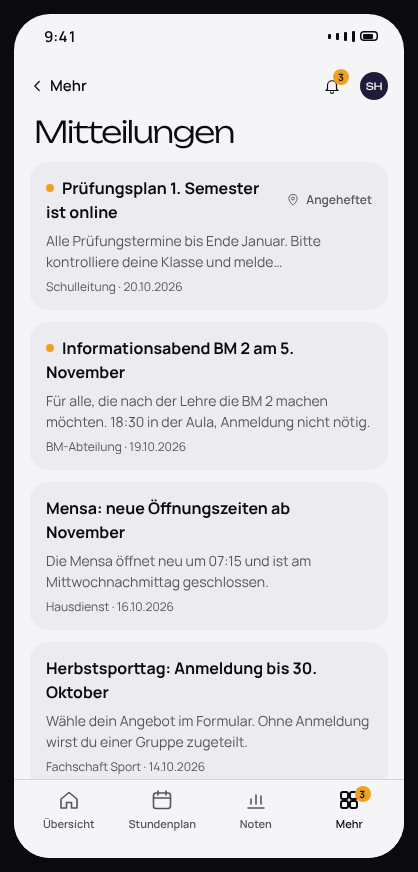 9:41
Mehr
3
SH
Mitteilungen
Prüfungsplan 1. Semester
ist online
Angeheftet
Alle Prüfungstermine bis Ende Januar. Bitte
kontrolliere deine Klasse und melde...
Schulleitung · 20.10.2026
Informationsabend BM 2 am 5.
November
Für alle, die nach der Lehre die BM 2 machen
möchten. 18:30 in der Aula, Anmeldung nicht nötig.
BM-Abteilung · 19.10.2026
Mensa: neue Öffnungszeiten ab
November
Die Mensa öffnet neu um 07:15 und ist am
Mittwochnachmittag geschlossen.
Hausdienst · 16.10.2026
Herbstsporttag: Anmeldung bis 30.
Oktober
Wähle dein Angebot im Formular. Ohne Anmeldung
wirst du einer Gruppe zugeteilt.
Fachschaft Sport · 14.10.2026
3
Übersicht
Stundenplan
Noten
Mehr